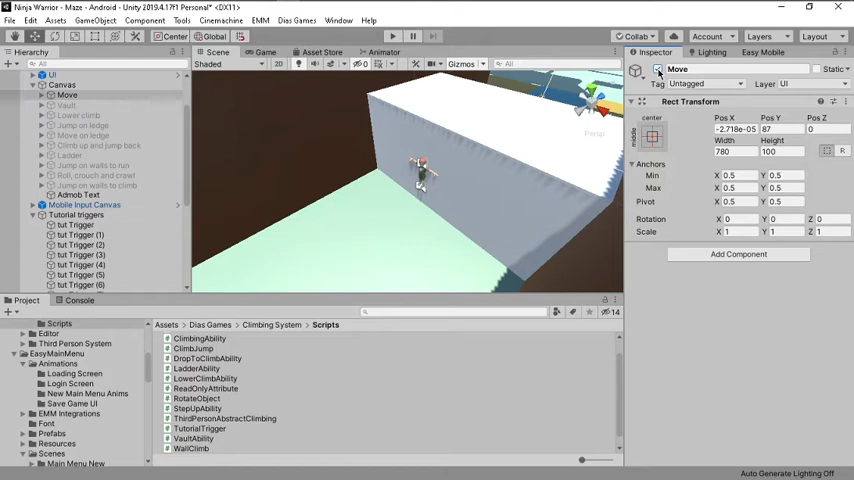 Ninja Warrior - Maze - Android - Unity 2019.4.17f1 Personal* <DX11>
File Edit Assets GameObject Component Tools Cinemachine EMM Dias Games Window Help
Center Global Collab Account Layers Layout
Hierarchy Scene Game Asset Store Animator Inspector Lighting Easy Mobile
All Shaded 2D 0 Gizmos All
UI
Canvas
Move
Vault
Lower climb
Jump on ledge
Move on ledge
Climb up and jump back
Ladder
Jump on walls to run
Roll, crouch and crawl
Jump on walls to climb
Admob Text
Mobile Input Canvas
Tutorial triggers
tut Trigger
tut Trigger (1)
tut Trigger (2)
tut Trigger (3)
tut Trigger (4)
tut Trigger (5)
tut Trigger (6)
Persp
Move Static
Tag Untagged Layer UI
Rect Transform
center Pos X Pos Y Pos Z
middle -2.718e-05 87 0
Width Height
780 100 R
Anchors
Min X 0.5 Y 0.5
Max X 0.5 Y 0.5
Pivot X 0.5 Y 0.5
Rotation X 0 Y 0 Z 0
Scale X 1 Y 1 Z 1
Add Component
Project Console
14
Scripts
Editor
Third Person System
EasyMainMenu
Animations
Loading Screen
Login Screen
New Main Menu Anims
Save Game UI
EMM Integrations
Font
Prefabs
Resources
Scenes
Main Menu New
Assets Dias Games Climbing System Scripts
ClimbingAbility
ClimbJump
DropToClimbAbility
LadderAbility
LowerClimbAbility
ReadOnlyAttribute
RotateObject
StepUpAbility
ThirdPersonAbstractClimbing
TutorialTrigger
VaultAbility
WallClimb
Auto Generate Lighting Off